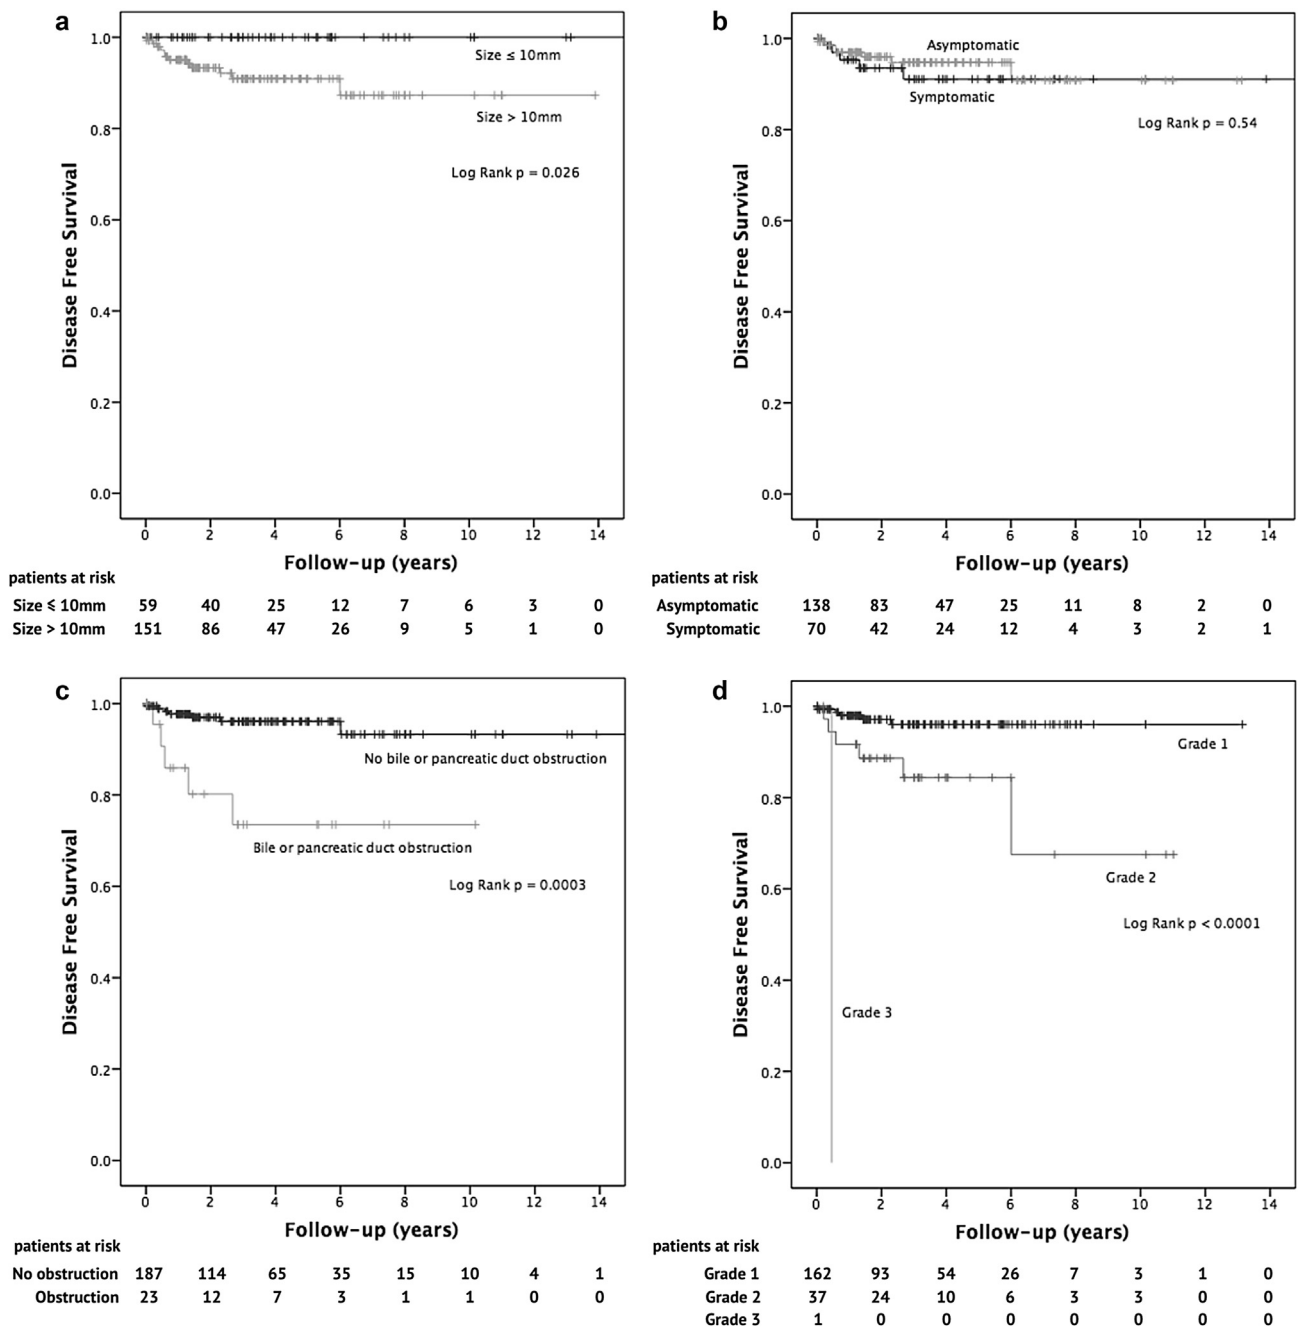 a
Disease Free Survival
1.0
0.8
0.6
0.4
0.2
0.0
Size ≤ 10mm
Size > 10mm
Log Rank p = 0.026
0 2 4 6 8 10 12 14
Follow-up (years)
patients at risk
Size ⩽ 10mm 59 40 25 12 7 6 3 0
Size > 10mm 151 86 47 26 9 5 1 0
b
Disease Free Survival
1.0
0.8
0.6
0.4
0.2
0.0
Asymptomatic
Symptomatic
Log Rank p = 0.54
0 2 4 6 8 10 12 14
Follow-up (years)
patients at risk
Asymptomatic 138 83 47 25 11 8 2 0
Symptomatic 70 42 24 12 4 3 2 1
c
Disease Free Survival
1.0
0.8
0.6
0.4
0.2
0.0
No bile or pancreatic duct obstruction
Bile or pancreatic duct obstruction
Log Rank p = 0.0003
0 2 4 6 8 10 12 14
Follow-up (years)
patients at risk
No obstruction 187 114 65 35 15 10 4 1
Obstruction 23 12 7 3 1 1 0 0
d
Disease Free Survival
1.0
0.8
0.6
0.4
0.2
0.0
Grade 1
Grade 2
Log Rank p < 0.0001
Grade 3
0 2 4 6 8 10 12 14
Follow-up (years)
patients at risk
Grade 1 162 93 54 26 7 3 1 0
Grade 2 37 24 10 6 3 3 0 0
Grade 3 1 0 0 0 0 0 0 0